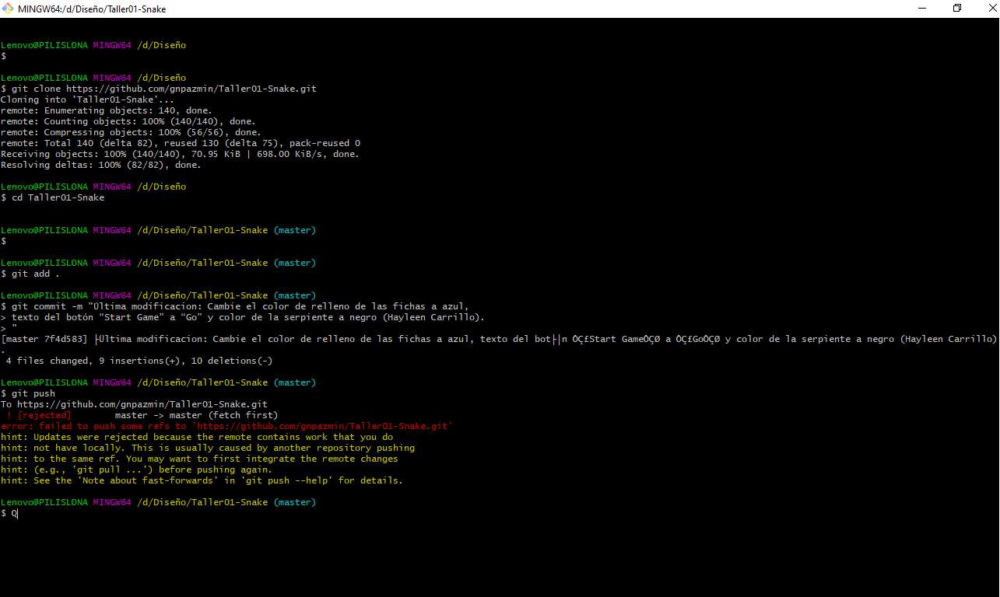 MINGW64:/d/Diseño/Taller01-Snake
Lenovo@PILISLONA MINGW64 /d/Diseño
$
Lenovo@PILISLONA MINGW64 /d/Diseño
$ git clone https://github.com/gnpazmin/Taller01-Snake.git
Cloning into 'Taller01-Snake'...
remote: Enumerating objects: 140, done.
remote: Counting objects: 100% (140/140), done.
remote: Compressing objects: 100% (56/56), done.
remote: Total 140 (delta 82), reused 130 (delta 75), pack-reused 0
Receiving objects: 100% (140/140), 70.95 KiB | 698.00 KiB/s, done.
Resolving deltas: 100% (82/82), done.
Lenovo@PILISLONA MINGW64 /d/Diseño
$ cd Taller01-Snake
Lenovo@PILISLONA MINGW64 /d/Diseño/Taller01-Snake (master)
$
Lenovo@PILISLONA MINGW64 /d/Diseño/Taller01-Snake (master)
$ git add .
Lenovo@PILISLONA MINGW64 /d/Diseño/Taller01-Snake (master)
$ git commit -m "Última modificacion: Cambie el color de relleno de las fichas a azul,
> texto del botón “Start Game” a “Go” y color de la serpiente a negro (Hayleen Carrillo).
> "
[master 7f4d583] ├Ültima modificacion: Cambie el color de relleno de las fichas a azul, texto del bot├│n ÔÇ£Start GameÔÇØ a ÔÇ£GoÔÇØ y color de la serpiente a negro (Hayleen Carrillo)
.
4 files changed, 9 insertions(+), 10 deletions(-)
Lenovo@PILISLONA MINGW64 /d/Diseño/Taller01-Snake (master)
$ git push
To https://github.com/gnpazmin/Taller01-Snake.git
! [rejected]        master -> master (fetch first)
error: failed to push some refs to 'https://github.com/gnpazmin/Taller01-Snake.git'
hint: Updates were rejected because the remote contains work that you do
hint: not have locally. This is usually caused by another repository pushing
hint: to the same ref. You may want to first integrate the remote changes
hint: (e.g., 'git pull ...') before pushing again.
hint: See the 'Note about fast-forwards' in 'git push --help' for details.
Lenovo@PILISLONA MINGW64 /d/Diseño/Taller01-Snake (master)
$ Q